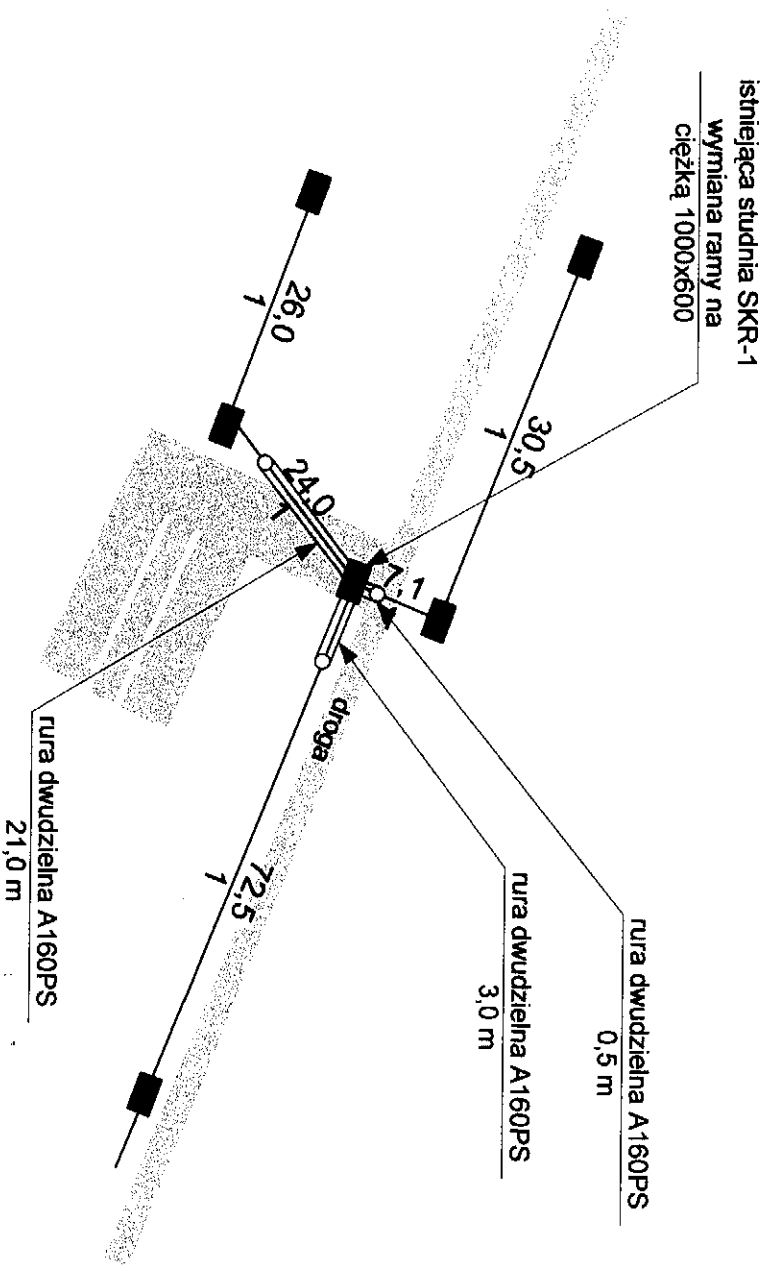 istniejąca studnia SKR-1
wymiana ramy na
ciężką 1000x600
30,5
1
26,0
1
24,0
1
7,1
droga
72,5
1
rura dwudzielna A160PS
0,5 m
rura dwudzielna A160PS
3,0 m
rura dwudzielna A160PS
21,0 m